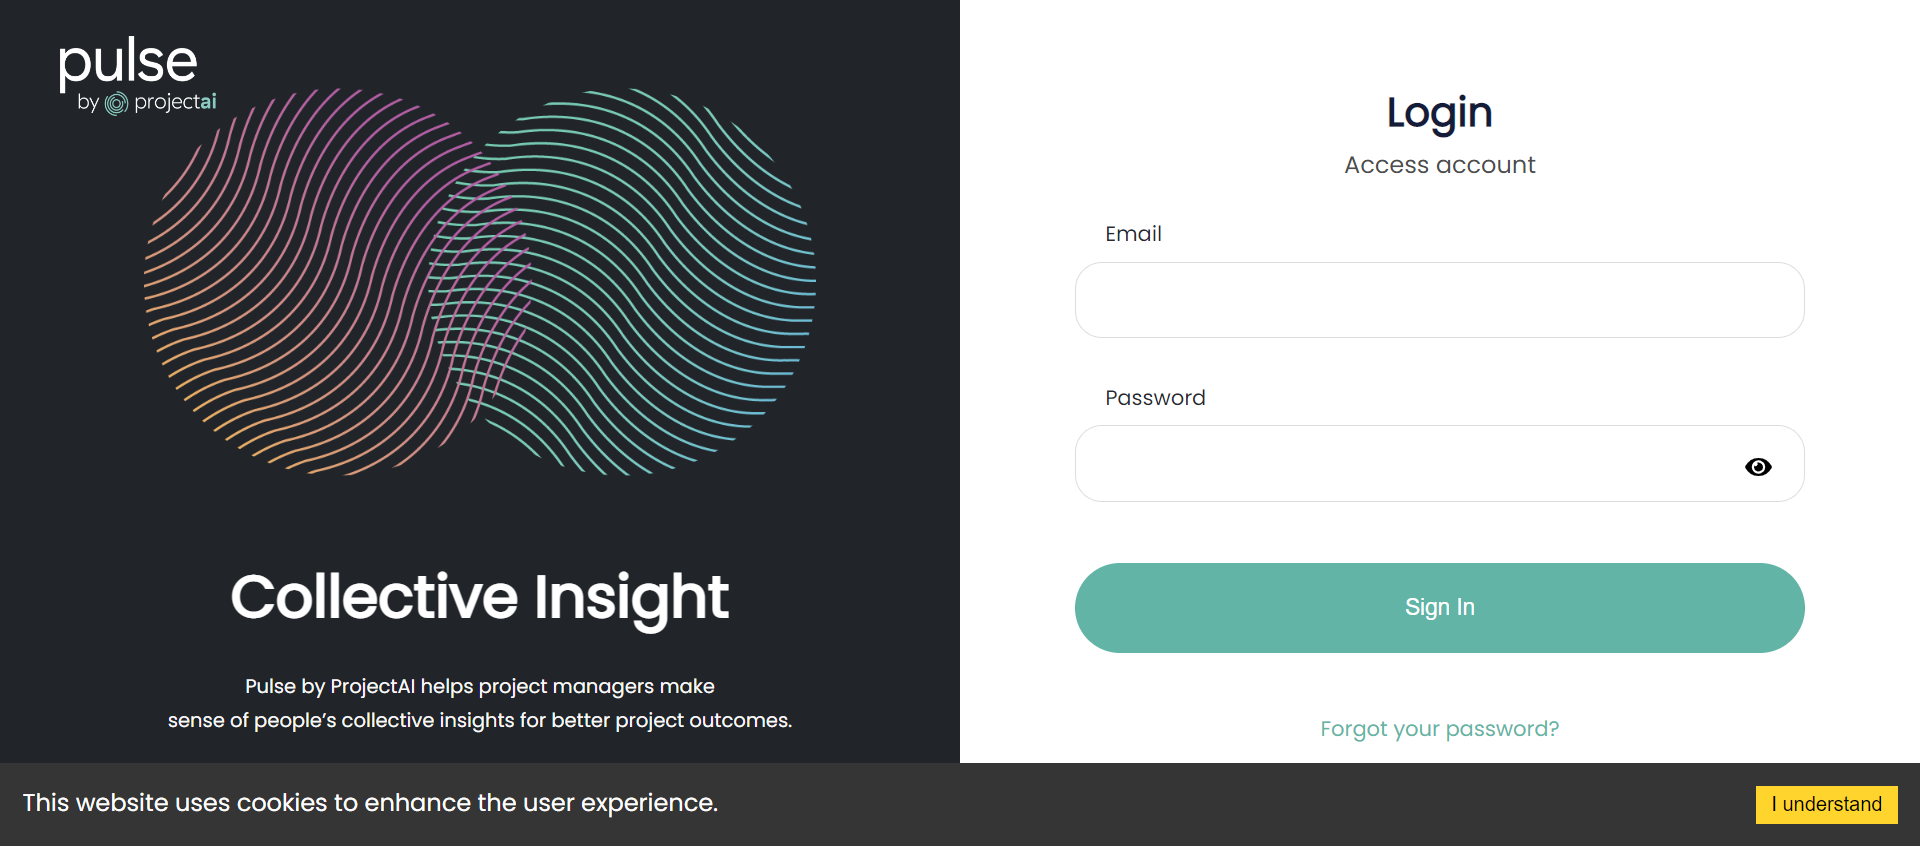 pulse
by projectai
Collective Insight
Pulse by ProjectAI helps project managers make
sense of people’s collective insights for better project outcomes.
Login
Access account
Email
Password
Sign In
Forgot your password?
This website uses cookies to enhance the user experience.
I understand